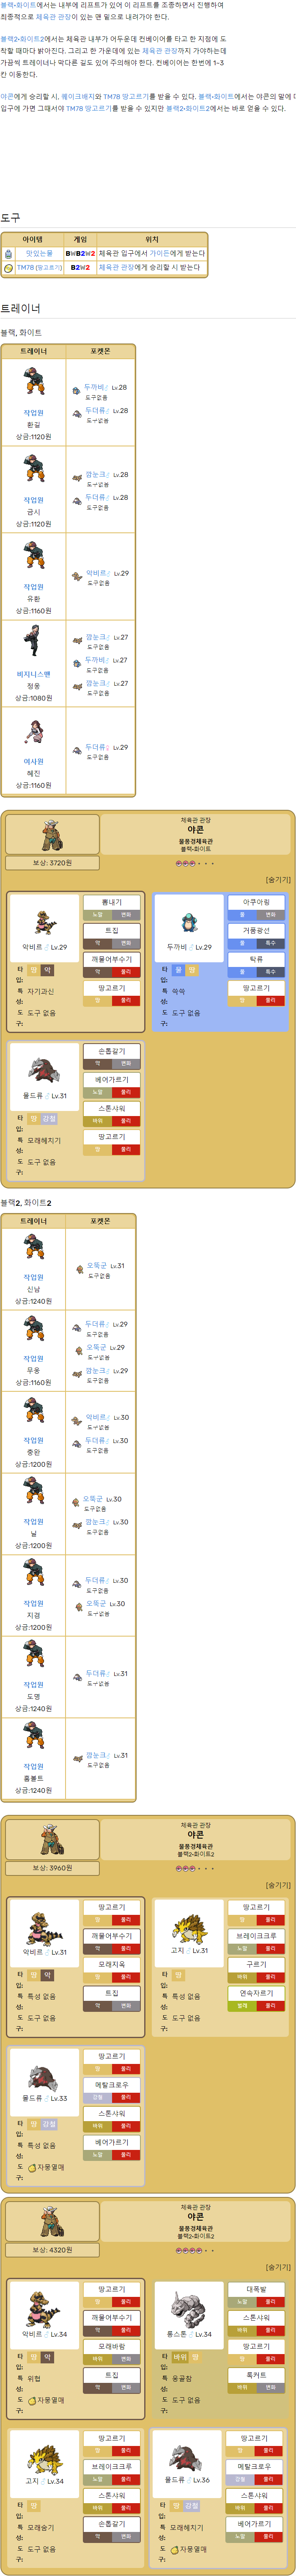 블랙·화이트에서는 내부에 리프트가 있어 이 리프트를 조종하면서 진행하여
최종적으로 체육관 관장이 있는 맨 밑으로 내려가야 한다.
블랙2·화이트2에서는 체육관 내부가 어두운데 컨베이어를 타고 한 지점에 도
착할 때마다 밝아진다. 그리고 한 가운데에 있는 체육관 관장까지 가야하는데
가끔씩 트레이너나 막다른 길도 있어 주의해야 한다. 컨베이어는 한번에 1~3
칸 이동한다.
야콘에게 승리할 시, 퀘이크배지와 TM78 땅고르기를 받을 수 있다. 블랙·화이트에서는 야콘의 말에 따
입구에 가면 그때서야 TM78 땅고르기를 받을 수 있지만 블랙2·화이트2에서는 바로 얻을 수 있다.
도구
아이템 게임 위치
맛있는물 BWB2W2 체육관 입구에서 가이든에게 받는다
TM78 (땅고르기) B2W2 체육관 관장에게 승리할 시 받는다
트레이너
블랙, 화이트
트레이너 포켓몬
작업원
환길
상금:1120원
두까비♂ Lv.28
도구없음
두더류♂ Lv.28
도구없음
작업원
금시
상금:1120원
깜눈크♂ Lv.28
도구없음
두더류♂ Lv.28
도구없음
작업원
유환
상금:1160원
악비르♂ Lv.29
도구없음
비지니스맨
정웅
상금:1080원
깜눈크♂ Lv.27
도구없음
두까비♂ Lv.27
도구없음
깜눈크♂ Lv.27
도구없음
여사원
혜진
상금:1160원
두더류♀ Lv.29
도구없음
체육관 관장
야콘
물풍경체육관
블랙·화이트
보상: 3720원
[숨기기]
악비르♂Lv.29
타입: 땅 악
특성: 자기과신
도구: 도구 없음
뽐내기
노말 변화
트집
악 변화
깨물어부수기
악 물리
땅고르기
땅 물리
두까비♂Lv.29
타입: 물 땅
특성: 쓱쓱
도구: 도구 없음
아쿠아링
물 변화
거품광선
물 특수
탁류
물 특수
땅고르기
땅 물리
몰드류♂Lv.31
타입: 땅 강철
특성: 모래헤치기
도구: 도구 없음
손톱갈기
악 변화
베어가르기
노말 물리
스톤샤워
바위 물리
땅고르기
땅 물리
블랙2, 화이트2
트레이너 포켓몬
작업원
신남
상금:1240원
오뚝군 Lv.31
도구없음
작업원
무웅
상금:1160원
두더류♂ Lv.29
도구없음
오뚝군 Lv.29
도구없음
깜눈크♂ Lv.29
도구없음
작업원
충완
상금:1200원
악비르♂ Lv.30
도구없음
두더류♂ Lv.30
도구없음
작업원
날
상금:1200원
오뚝군 Lv.30
도구없음
깜눈크♂ Lv.30
도구없음
작업원
지겸
상금:1200원
두더류♂ Lv.30
도구없음
오뚝군 Lv.30
도구없음
작업원
도명
상금:1240원
두더류♂ Lv.31
도구없음
작업원
홈볼트
상금:1240원
깜눈크♂ Lv.31
도구없음
체육관 관장
야콘
물풍경체육관
블랙2·화이트2
보상: 3960원
[숨기기]
악비르♂Lv.31
타입: 땅 악
특성: 특성 없음
도구: 도구 없음
땅고르기
땅 물리
깨물어부수기
악 물리
모래지옥
땅 물리
트집
악 변화
고지♂Lv.31
타입: 땅
특성: 특성 없음
도구: 도구 없음
땅고르기
땅 물리
브레이크크루
노말 물리
구르기
바위 물리
연속자르기
벌레 물리
몰드류♂Lv.33
타입: 땅 강철
특성: 특성 없음
도구: 자뭉열매
땅고르기
땅 물리
메탈크로우
강철 물리
스톤샤워
바위 물리
베어가르기
노말 물리
체육관 관장
야콘
물풍경체육관
블랙2·화이트2
보상: 4320원
[숨기기]
악비르♂Lv.34
타입: 땅 악
특성: 위협
도구: 자뭉열매
땅고르기
땅 물리
깨물어부수기
악 물리
모래바람
바위 변화
트집
악 변화
롱스톤♂Lv.34
타입: 바위 땅
특성: 옹골참
도구: 도구 없음
대폭발
노말 물리
스톤샤워
바위 물리
땅고르기
땅 물리
록커트
바위 변화
고지♂Lv.34
타입: 땅
특성: 모래숨기
도구: 도구 없음
땅고르기
땅 물리
브레이크크루
노말 물리
스톤샤워
바위 물리
손톱갈기
악 변화
몰드류♂Lv.36
타입: 땅 강철
특성: 모래헤치기
도구: 자뭉열매
땅고르기
땅 물리
메탈크로우
강철 물리
스톤샤워
바위 물리
베어가르기
노말 물리